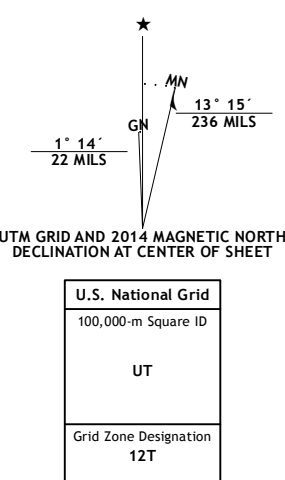 ★
MN
GN
13° 15´
236 MILS
1° 14´
22 MILS
UTM GRID AND 2014 MAGNETIC NORTH
DECLINATION AT CENTER OF SHEET
U.S. National Grid
100,000-m Square ID
UT
Grid Zone Designation
12T